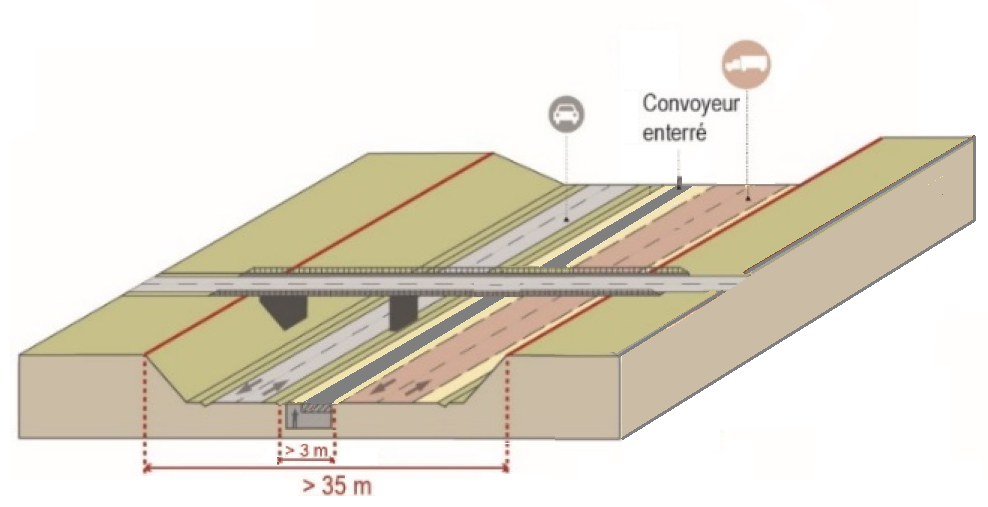 Convoyeur
enterré
> 3 m
> 35 m